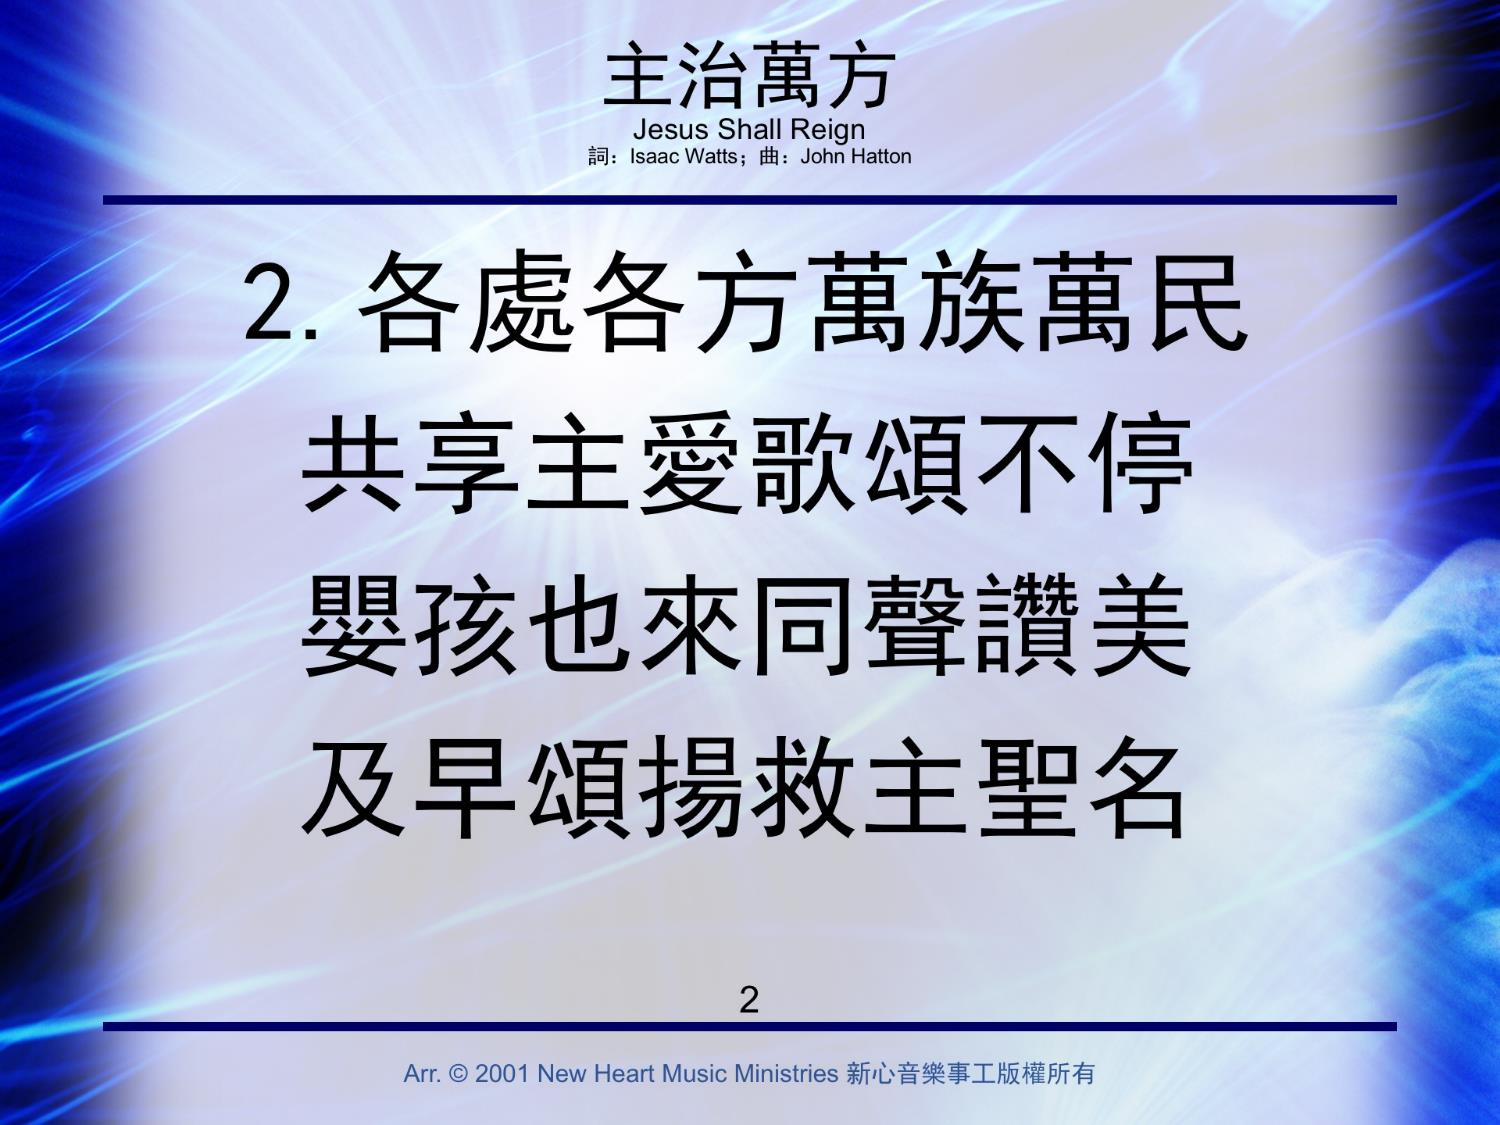 主治萬方
Jesus Shall Reign
詞：Isaac Watts；曲：John Hatton
2. 各處各方萬族萬民
共享主愛歌頌不停
嬰孩也來同聲讚美
及早頌揚救主聖名
2
Arr. © 2001 New Heart Music Ministries 新心音樂事工版權所有